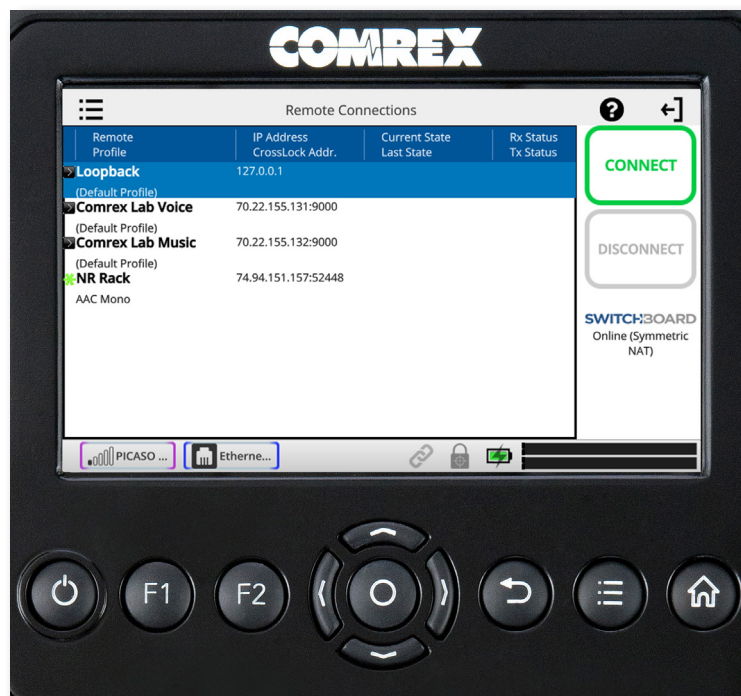 COMREX
Remote Connections
Remote Profile
IP Address CrossLock Addr.
Current State Last State
Rx Status Tx Status
Loopback 127.0.0.1
(Default Profile)
Comrex Lab Voice 70.22.155.131:9000
(Default Profile)
Comrex Lab Music 70.22.155.132:9000
(Default Profile)
NR Rack 74.94.151.157:52448
AAC Mono
CONNECT
DISCONNECT
SWITCHBOARD
Online (Symmetric
NAT)
PICASO ... Etherne...
F1 F2